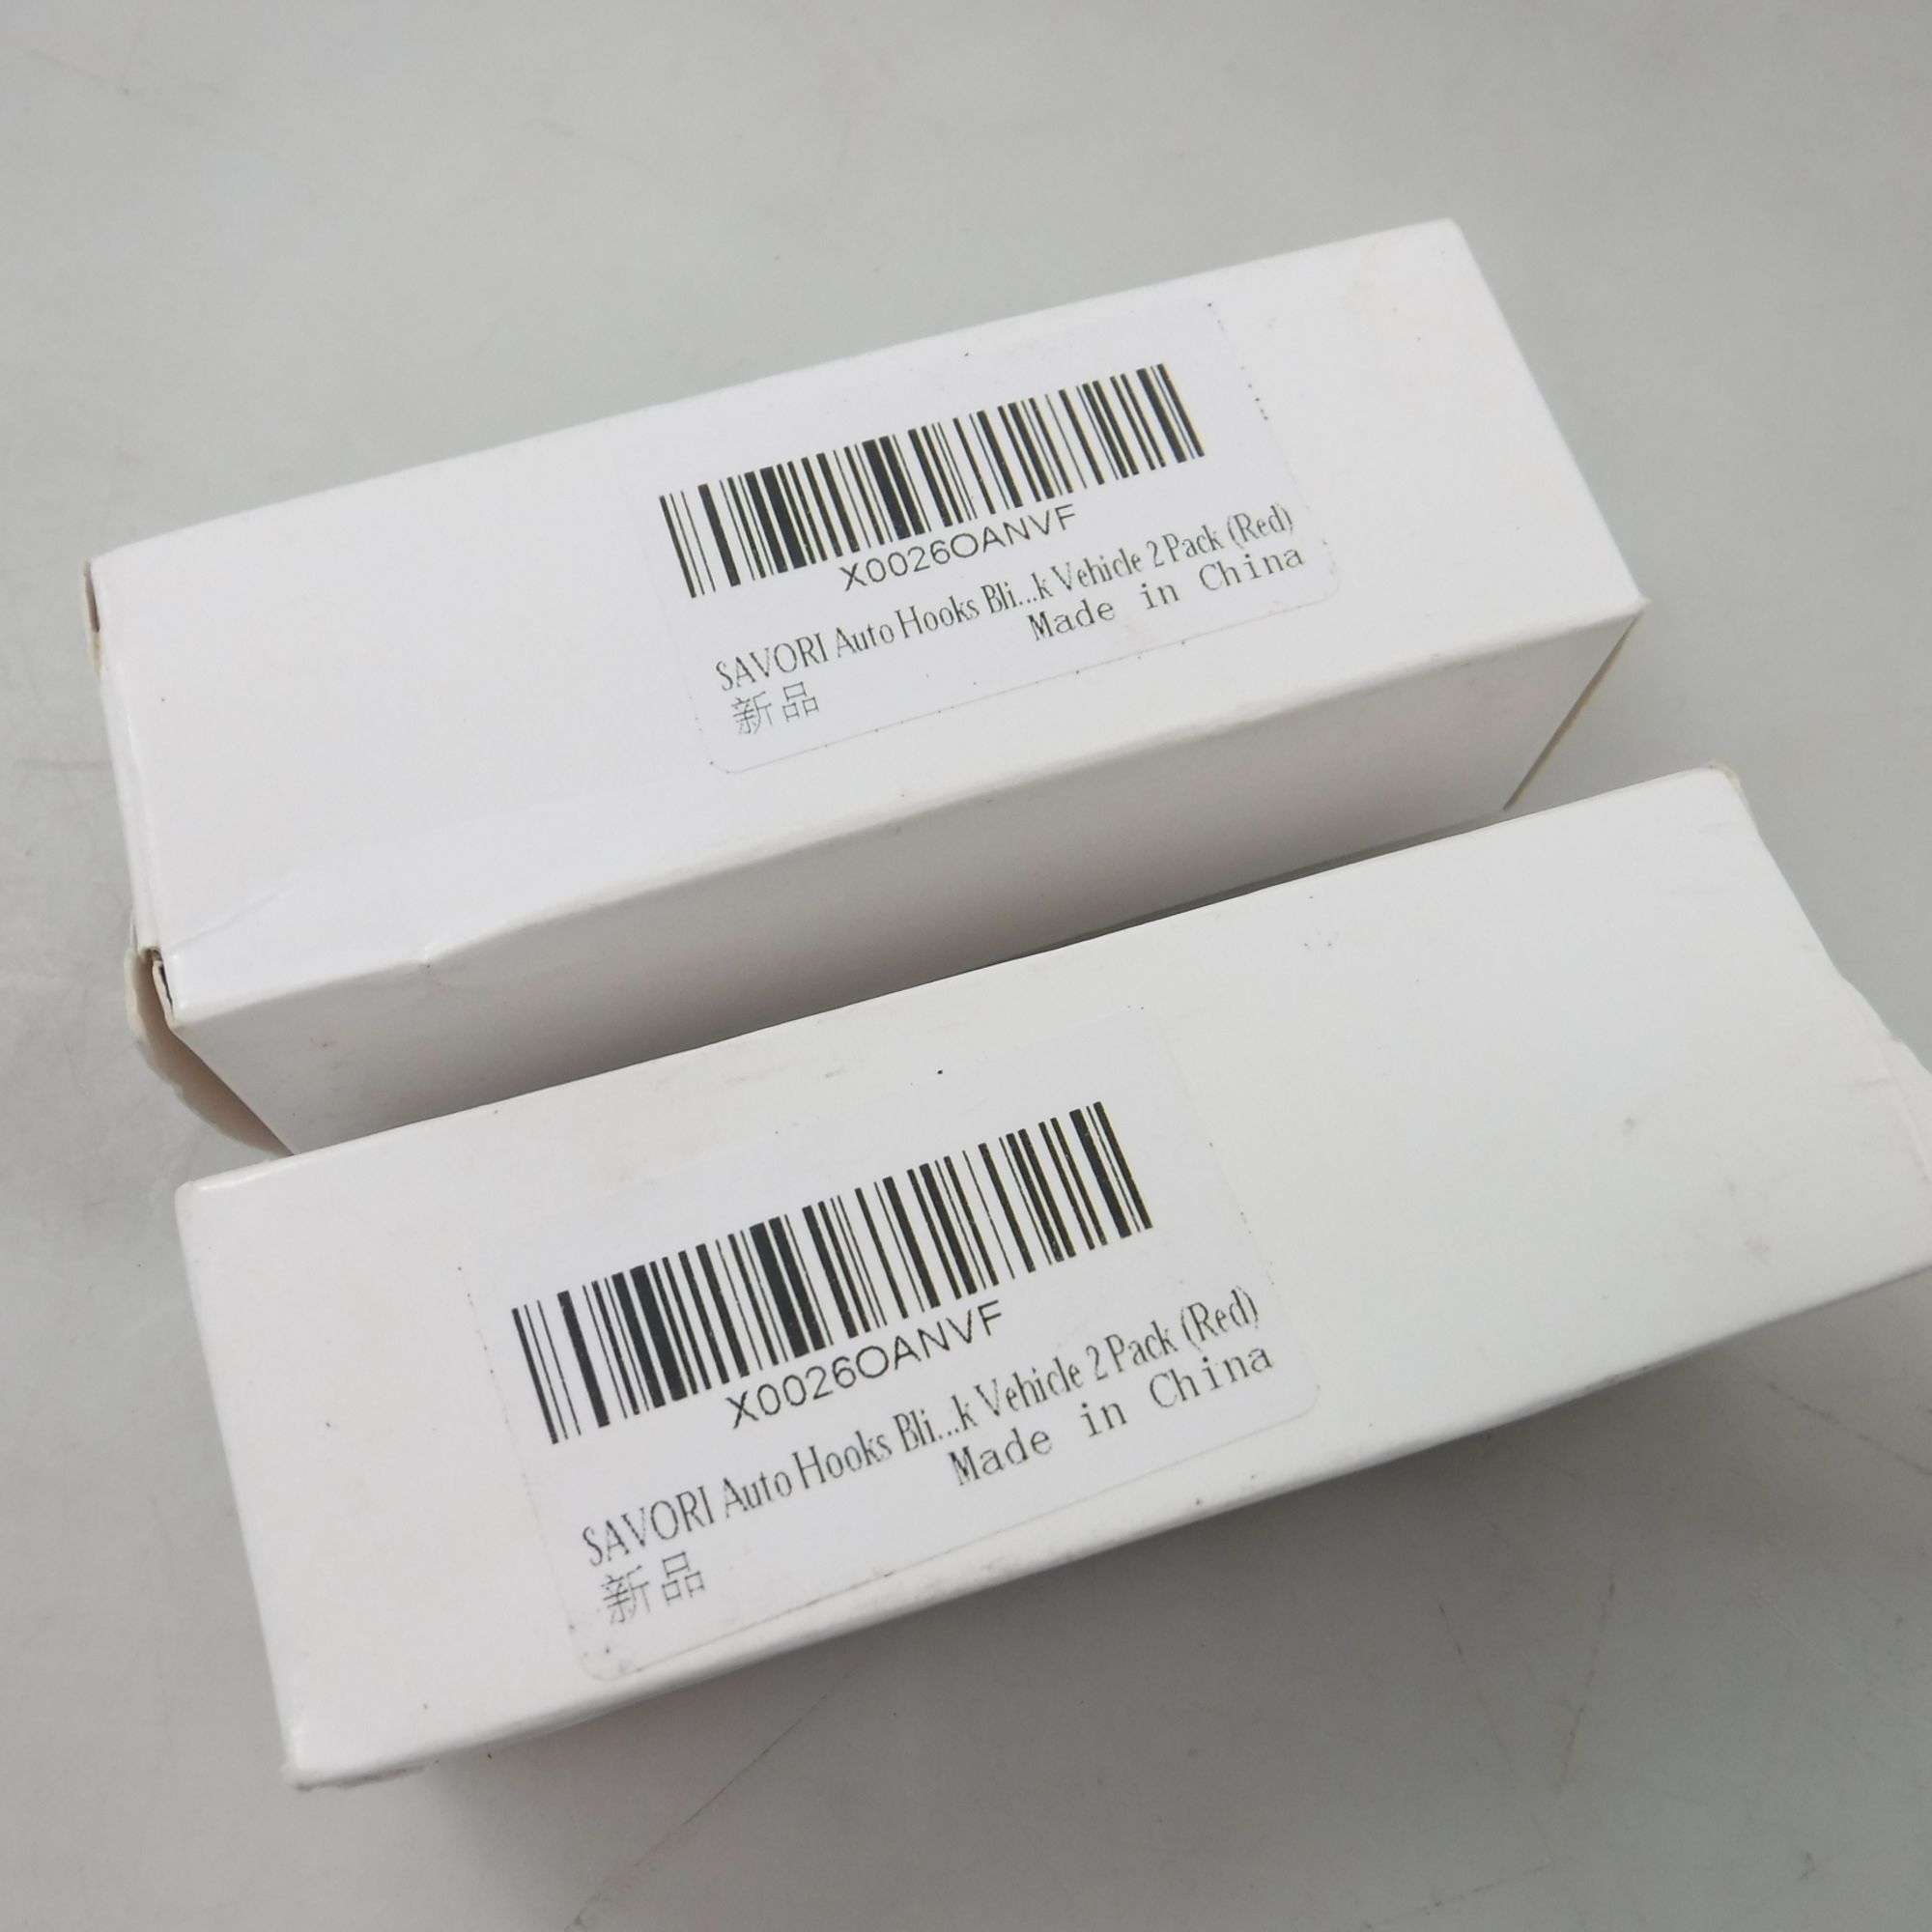 X0026OANVF
SAVORI Auto Hooks Bli...k Vehicle 2 Pack (Red)
Made in China
新品
X0026OANVF
SAVORI Auto Hooks Bli...k Vehicle 2 Pack (Red)
Made in China
新品